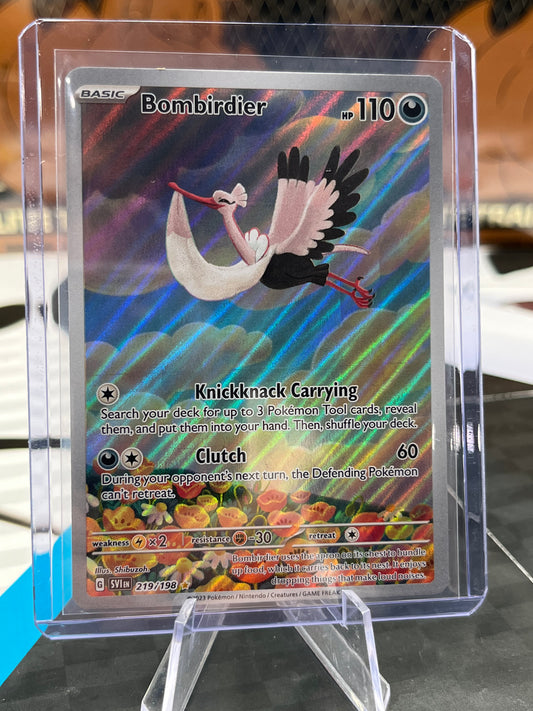 BASIC
Bombirdier
HP 110
Knickknack Carrying
Search your deck for up to 3 Pokémon Tool cards, reveal
them, and put them into your hand. Then, shuffle your deck.
Clutch 60
During your opponent's next turn, the Defending Pokémon
can't retreat.
weakness ×2 resistance -30 retreat
Illus. Shibuzoh.
Bombirdier uses the apron on its chest to bundle
up food, which it carries back to its nest. It enjoys
dropping things that make loud noises.
G SVI EN 219/198
©2023 Pokémon / Nintendo / Creatures / GAME FREAK